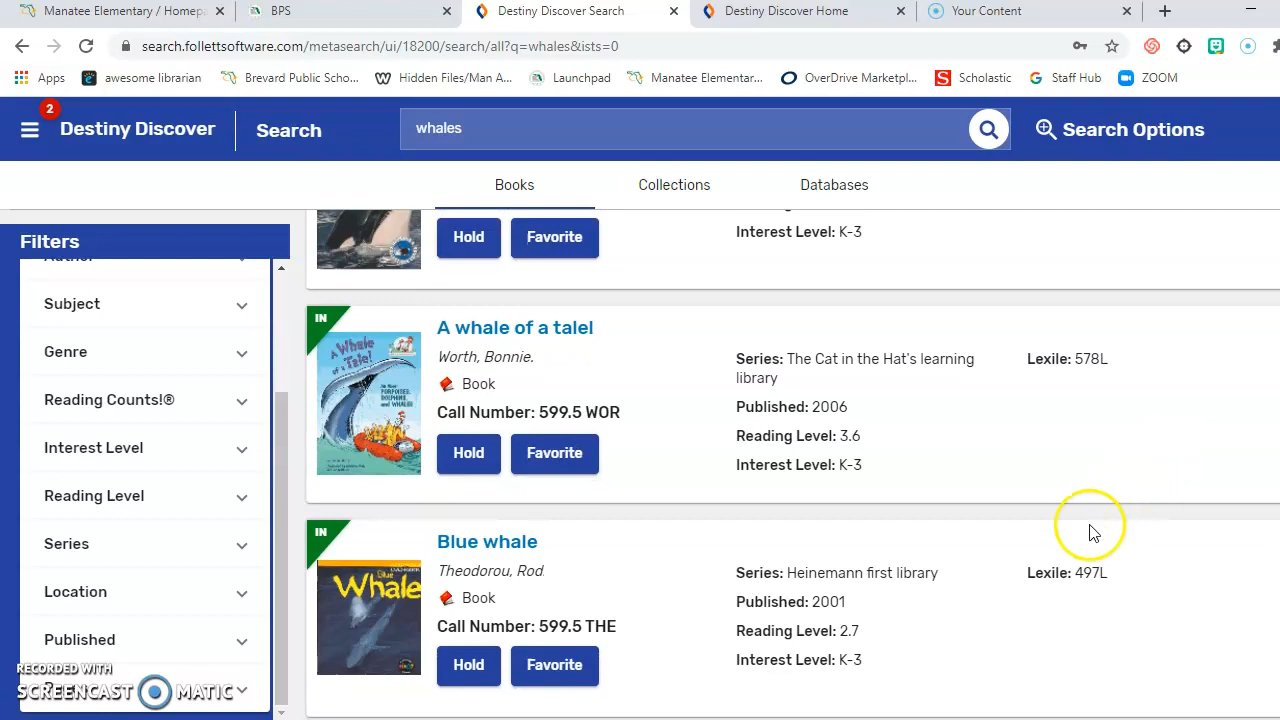 Manatee Elementary / Homepa
BPS
Destiny Discover Search
Destiny Discover Home
Your Content
search.follettsoftware.com/metasearch/ui/18200/search/all?q=whales&ists=0
Apps
awesome librarian
Brevard Public Scho...
Hidden Files/Man A...
Launchpad
Manatee Elementar...
OverDrive Marketpl...
Scholastic
Staff Hub
ZOOM
2
Destiny Discover
Search
whales
Search Options
Books
Collections
Databases
Filters
Author
Subject
Genre
Reading Counts!®
Interest Level
Reading Level
Series
Location
Published
RECORDED WITH
SCREENCAST MATIC
Hold
Favorite
Interest Level: K-3
IN
A Whale of a Tale!
A whale of a talel
Worth, Bonnie.
Book
Call Number: 599.5 WOR
Hold
Favorite
Series: The Cat in the Hat's learning
library
Published: 2006
Reading Level: 3.6
Interest Level: K-3
Lexile: 578L
IN
Blue
Whale
Blue whale
Theodorou, Rod
Book
Call Number: 599.5 THE
Hold
Favorite
Series: Heinemann first library
Published: 2001
Reading Level: 2.7
Interest Level: K-3
Lexile: 497L